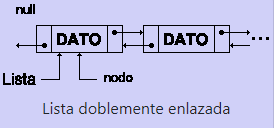 null
DATO DATO ...
Lista nodo
Lista doblemente enlazada